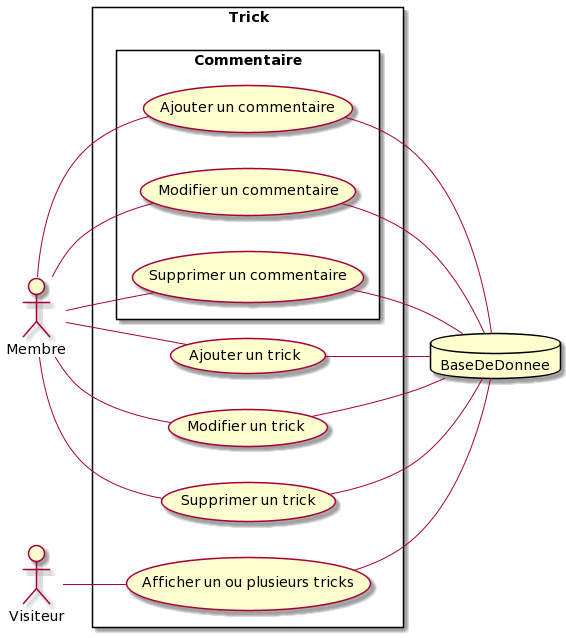 Trick
Commentaire
Ajouter un commentaire
Modifier un commentaire
Supprimer un commentaire
Membre
Ajouter un trick
BaseDeDonnee
Modifier un trick
Supprimer un trick
Afficher un ou plusieurs tricks
Visiteur